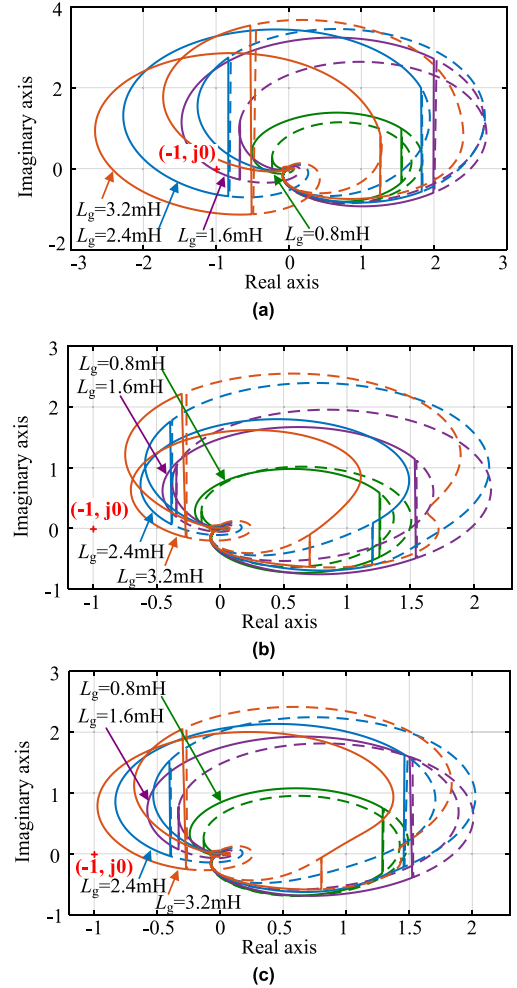 4
2
0
-2
Imaginary axis
(-1, j0)
Lg=3.2mH
Lg=2.4mH
Lg=1.6mH
Lg=0.8mH
-3 -2 -1 0 1 2 3
Real axis
(a)
3
2
1
0
-1
Imaginary axis
Lg=0.8mH
Lg=1.6mH
(-1, j0)
Lg=2.4mH
Lg=3.2mH
-1 -0.5 0 0.5 1 1.5 2
Real axis
(b)
3
2
1
0
-1
Imaginary axis
Lg=0.8mH
Lg=1.6mH
(-1, j0)
Lg=2.4mH
Lg=3.2mH
-1 -0.5 0 0.5 1 1.5 2
Real axis
(c)